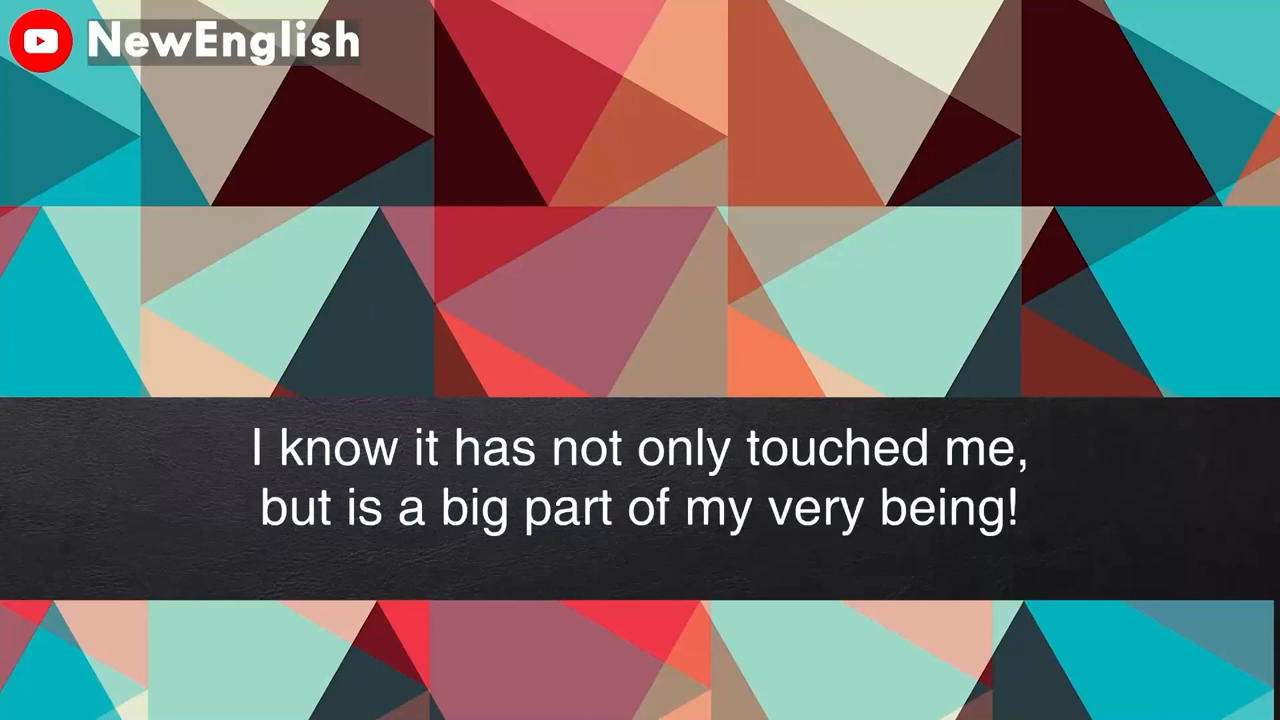 NewEnglish
I know it has not only touched me,
but is a big part of my very being!